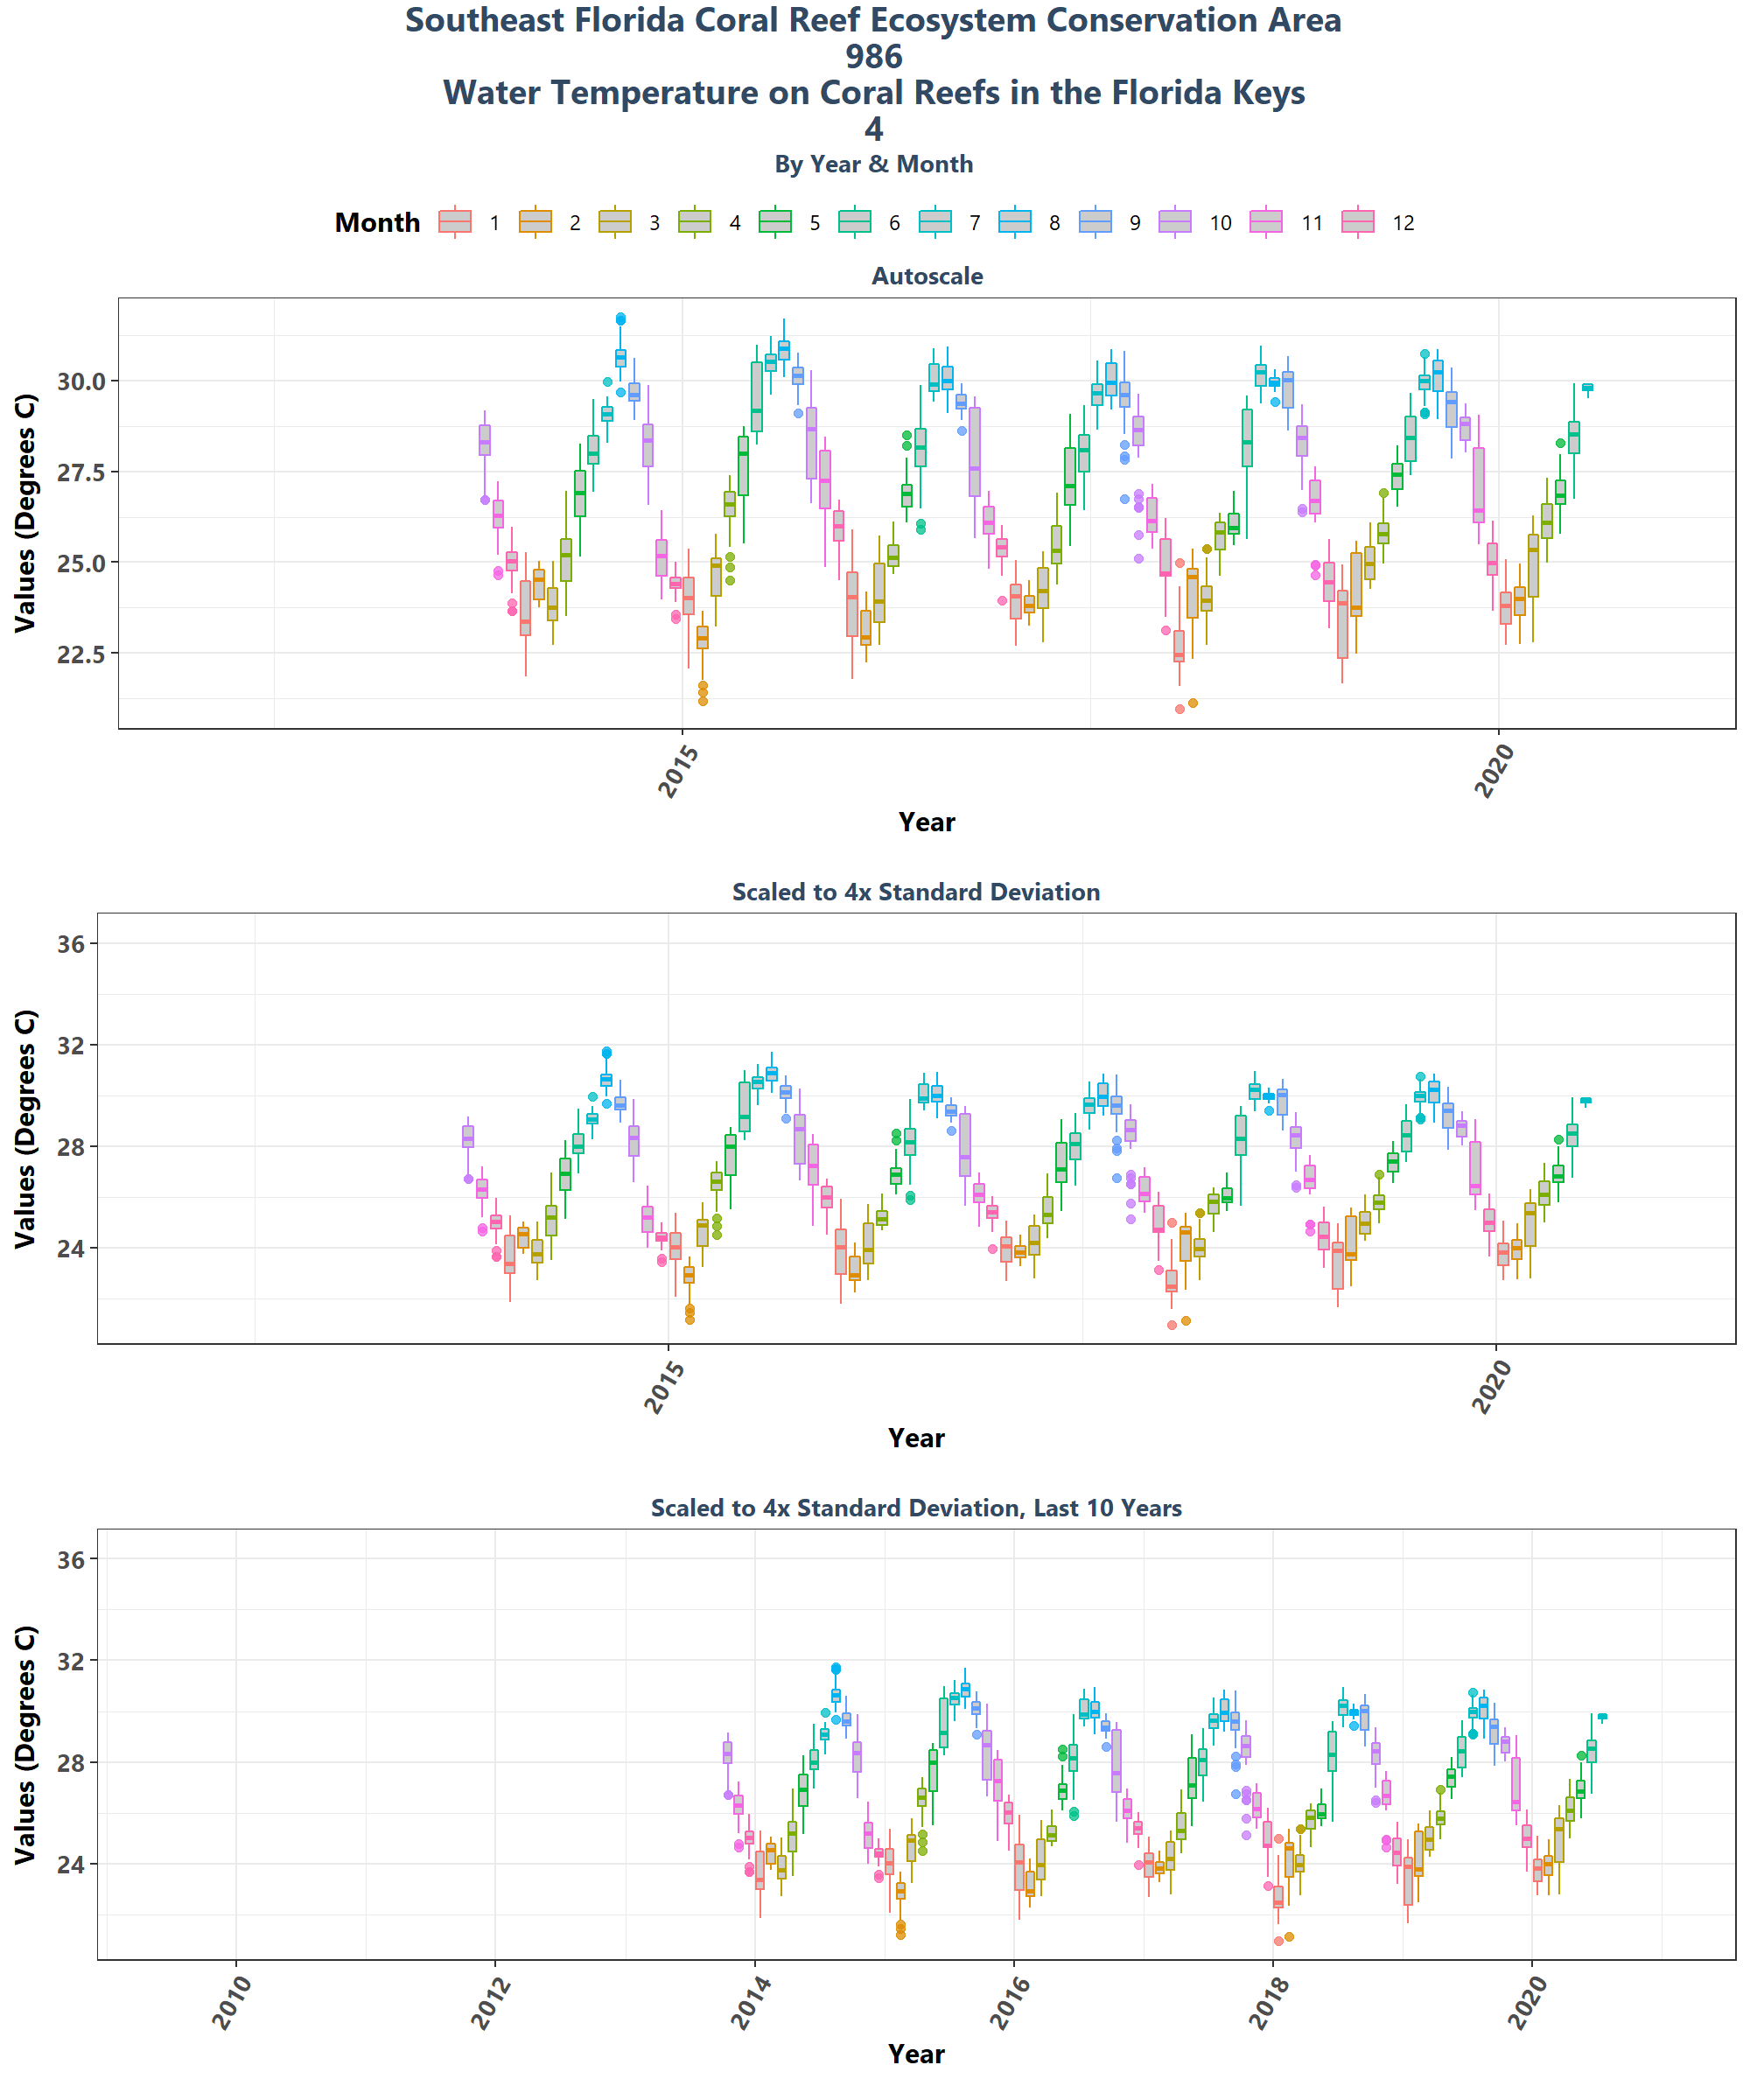 Southeast Florida Coral Reef Ecosystem Conservation Area
986
Water Temperature on Coral Reefs in the Florida Keys
4
By Year & Month
Month 1 2 3 4 5 6 7 8 9 10 11 12
Autoscale
Values (Degrees C)
30.0
27.5
25.0
22.5
2015 2020
Year
Scaled to 4x Standard Deviation
Values (Degrees C)
36
32
28
24
2015 2020
Year
Scaled to 4x Standard Deviation, Last 10 Years
Values (Degrees C)
36
32
28
24
2010 2012 2014 2016 2018 2020
Year